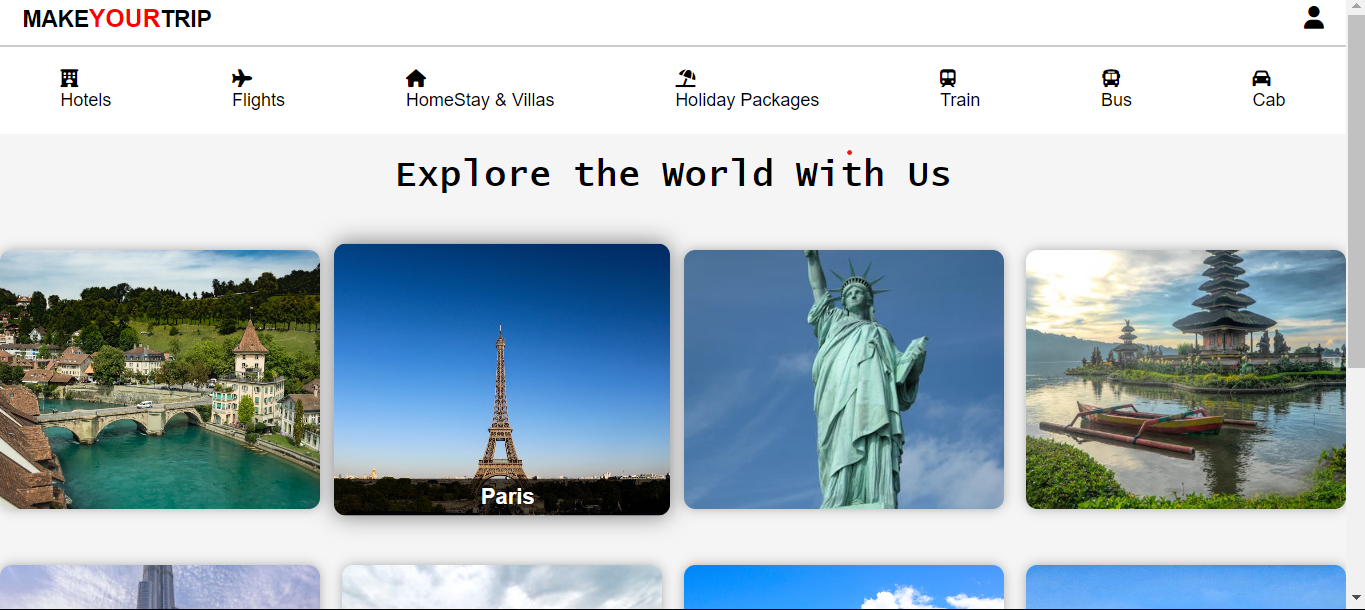 MAKEYOURTRIP
Hotels
Flights
HomeStay & Villas
Holiday Packages
Train
Bus
Cab
Explore the World With Us
Paris